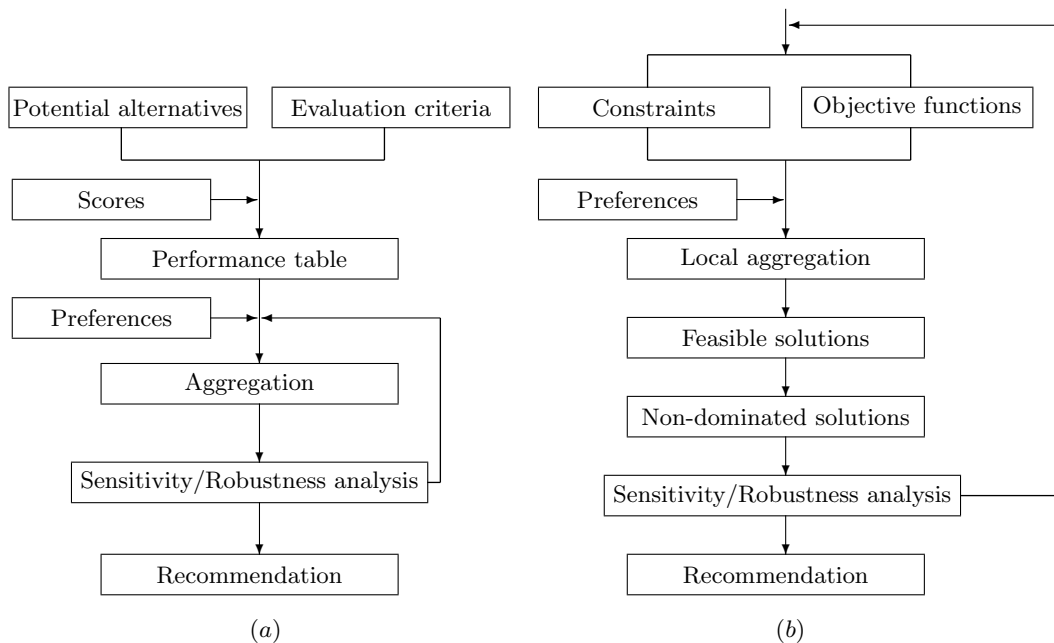 Potential alternatives
Evaluation criteria
Scores
Performance table
Preferences
Aggregation
Sensitivity/Robustness analysis
Recommendation
(a)
Constraints
Objective functions
Preferences
Local aggregation
Feasible solutions
Non-dominated solutions
Sensitivity/Robustness analysis
Recommendation
(b)